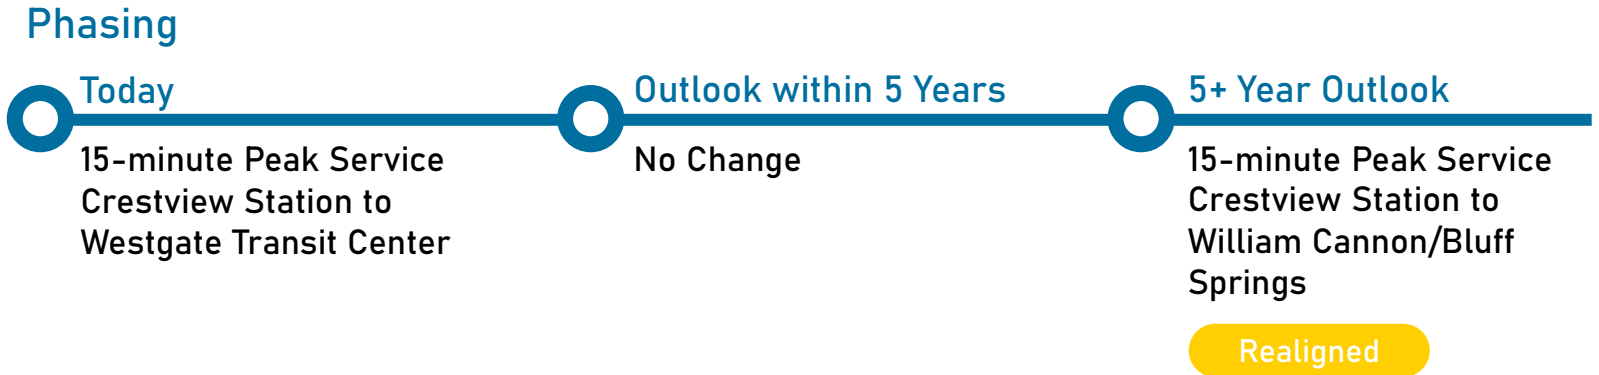 Phasing
Today
15-minute Peak Service
Crestview Station to
Westgate Transit Center
Outlook within 5 Years
No Change
5+ Year Outlook
15-minute Peak Service
Crestview Station to
William Cannon/Bluff
Springs
Realigned